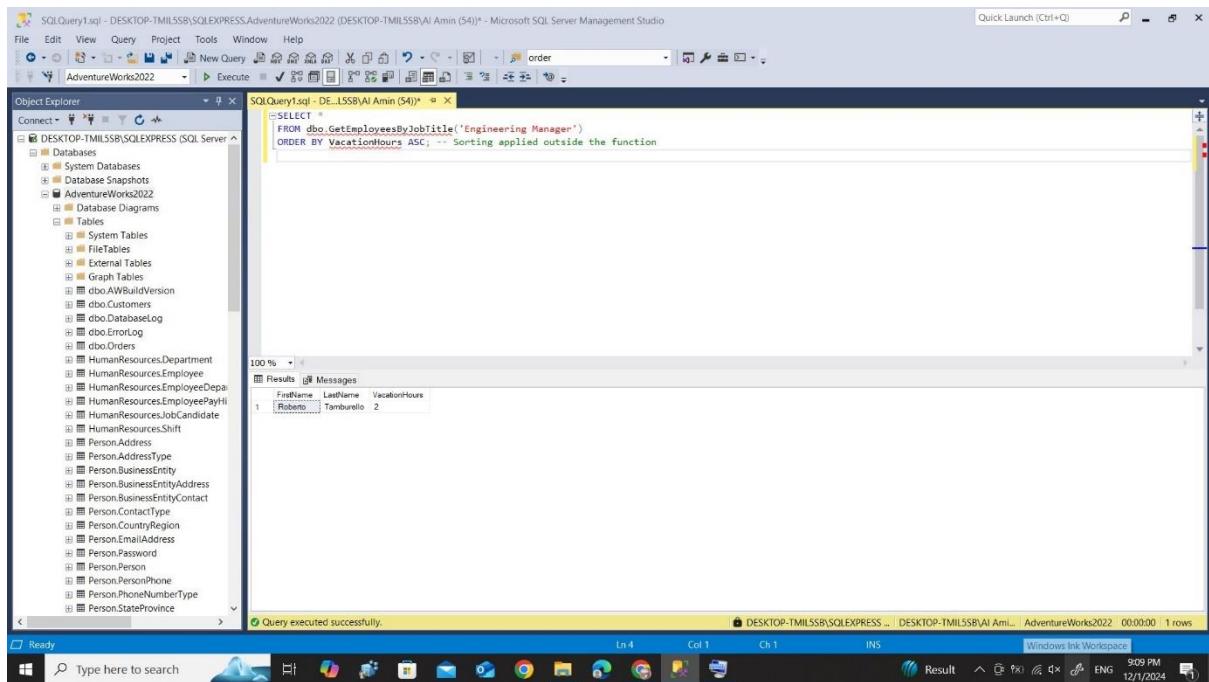 SQLQuery1.sql - DESKTOP-TMIL5SB\SQLEXPRESS.AdventureWorks2022 (DESKTOP-TMIL5SB\Al Amin (54))* - Microsoft SQL Server Management Studio
Quick Launch (Ctrl+Q)
File Edit View Query Project Tools Window Help
New Query
order
AdventureWorks2022
Execute
Object Explorer
SQLQuery1.sql - DE...L5SB\Al Amin (54))*
Connect
DESKTOP-TMIL5SB\SQLEXPRESS (SQL Server
Databases
System Databases
Database Snapshots
AdventureWorks2022
Database Diagrams
Tables
System Tables
FileTables
External Tables
Graph Tables
dbo.AWBuildVersion
dbo.Customers
dbo.DatabaseLog
dbo.ErrorLog
dbo.Orders
HumanResources.Department
HumanResources.Employee
HumanResources.EmployeeDepar
HumanResources.EmployeePayHi
HumanResources.JobCandidate
HumanResources.Shift
Person.Address
Person.AddressType
Person.BusinessEntity
Person.BusinessEntityAddress
Person.BusinessEntityContact
Person.ContactType
Person.CountryRegion
Person.EmailAddress
Person.Password
Person.Person
Person.PersonPhone
Person.PhoneNumberType
Person.StateProvince
SELECT *
FROM dbo.GetEmployeesByJobTitle('Engineering Manager')
ORDER BY VacationHours ASC; -- Sorting applied outside the function
100 %
Results Messages
FirstName LastName VacationHours
1 Roberto Tamburello 2
Query executed successfully.
DESKTOP-TMIL5SB\SQLEXPRESS ... DESKTOP-TMIL5SB\Al Ami... AdventureWorks2022 00:00:00 1 rows
Ready
Ln 4 Col 1 Ch 1 INS
Windows Ink Workspace
Type here to search
Result
ENG
9:09 PM
12/1/2024